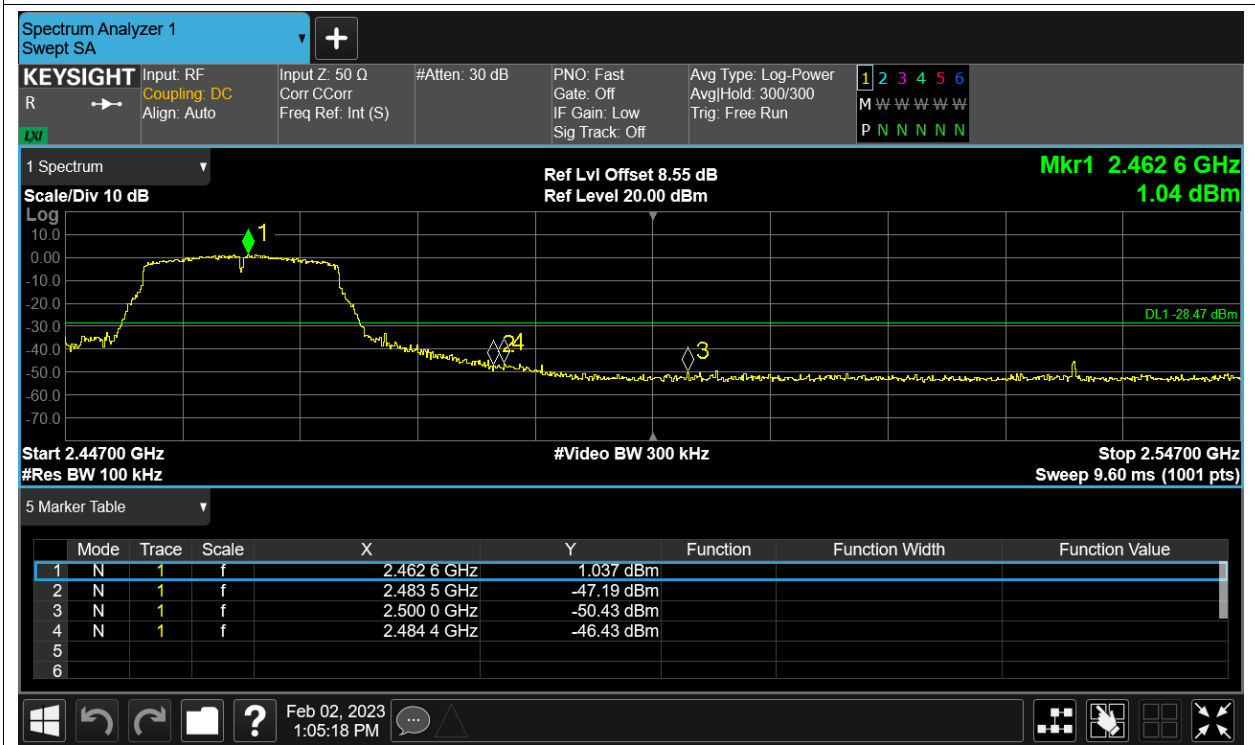 Spectrum Analyzer 1
Swept SA
KEYSIGHT
R
LXI
Input: RF
Coupling: DC
Align: Auto
Input Z: 50 Ω
Corr CCorr
Freq Ref: Int (S)
#Atten: 30 dB
PNO: Fast
Gate: Off
IF Gain: Low
Sig Track: Off
Avg Type: Log-Power
Avg|Hold: 300/300
Trig: Free Run
1 2 3 4 5 6
M W W W W W
P N N N N N
1 Spectrum
Scale/Div 10 dB
Ref Lvl Offset 8.55 dB
Ref Level 20.00 dBm
Mkr1 2.462 6 GHz
1.04 dBm
Log
10.0
0.00
-10.0
-20.0
-30.0
-40.0
-50.0
-60.0
-70.0
1
24
3
DL1 -28.47 dBm
Start 2.44700 GHz
#Res BW 100 kHz
#Video BW 300 kHz
Stop 2.54700 GHz
Sweep 9.60 ms (1001 pts)
5 Marker Table
Mode Trace Scale X Y Function Function Width Function Value
1 N 1 f 2.462 6 GHz 1.037 dBm
2 N 1 f 2.483 5 GHz -47.19 dBm
3 N 1 f 2.500 0 GHz -50.43 dBm
4 N 1 f 2.484 4 GHz -46.43 dBm
5
6
?
Feb 02, 2023
1:05:18 PM